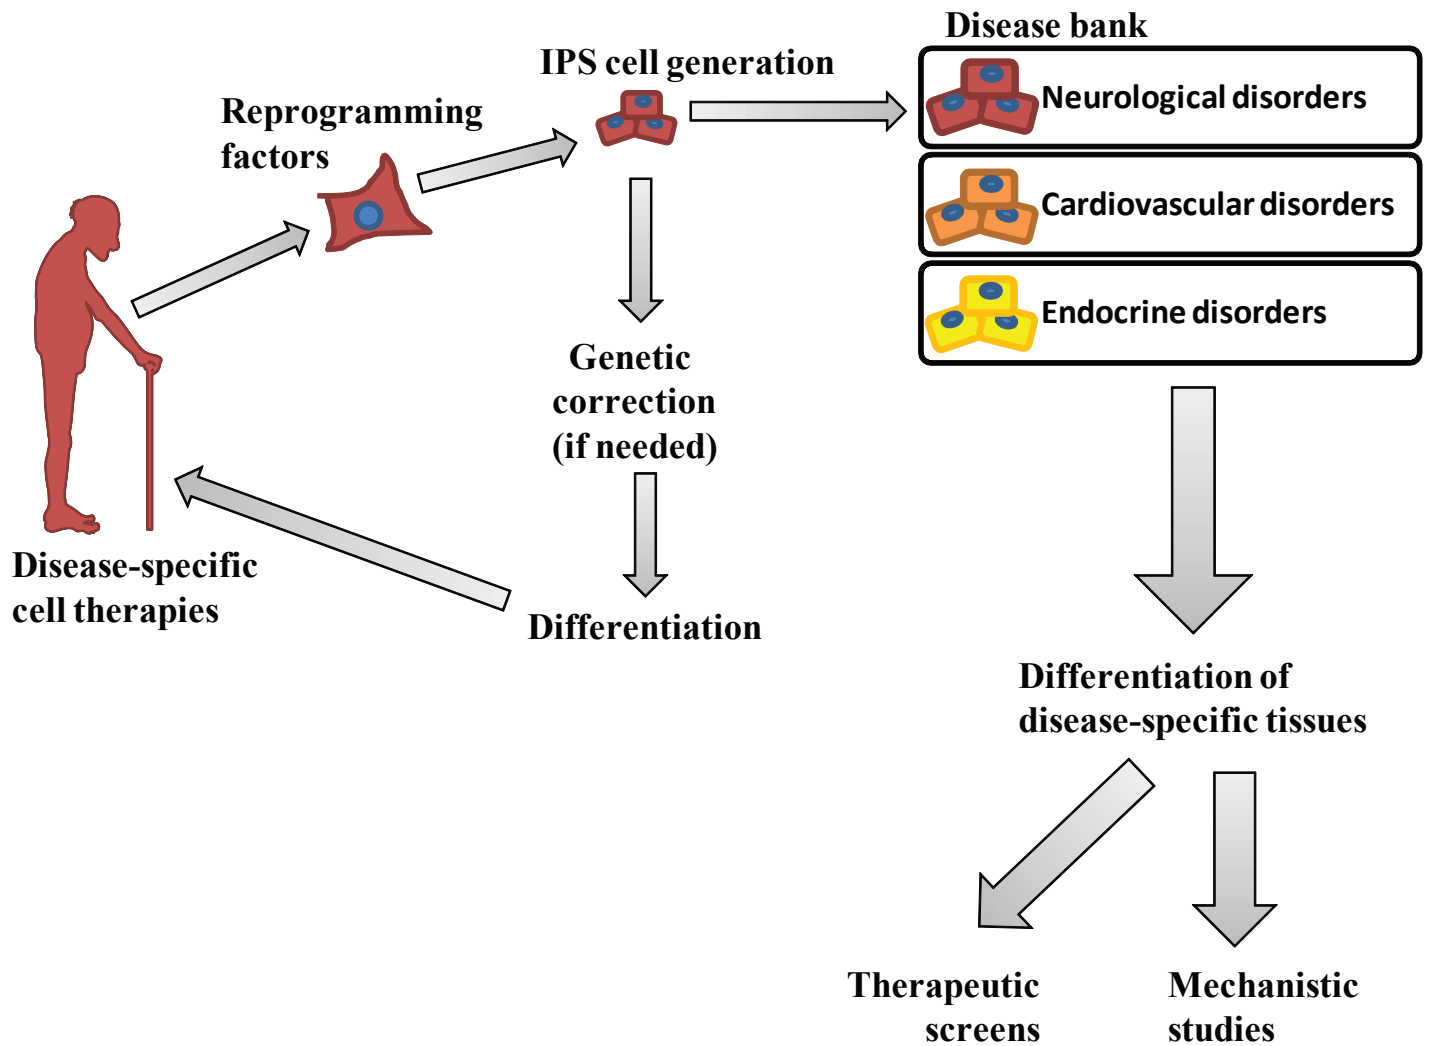 Disease bank
IPS cell generation
Neurological disorders
Reprogramming
factors
Cardiovascular disorders
Endocrine disorders
Genetic
correction
(if needed)
Disease-specific
cell therapies
Differentiation
Differentiation of
disease-specific tissues
Therapeutic
screens
Mechanistic
studies